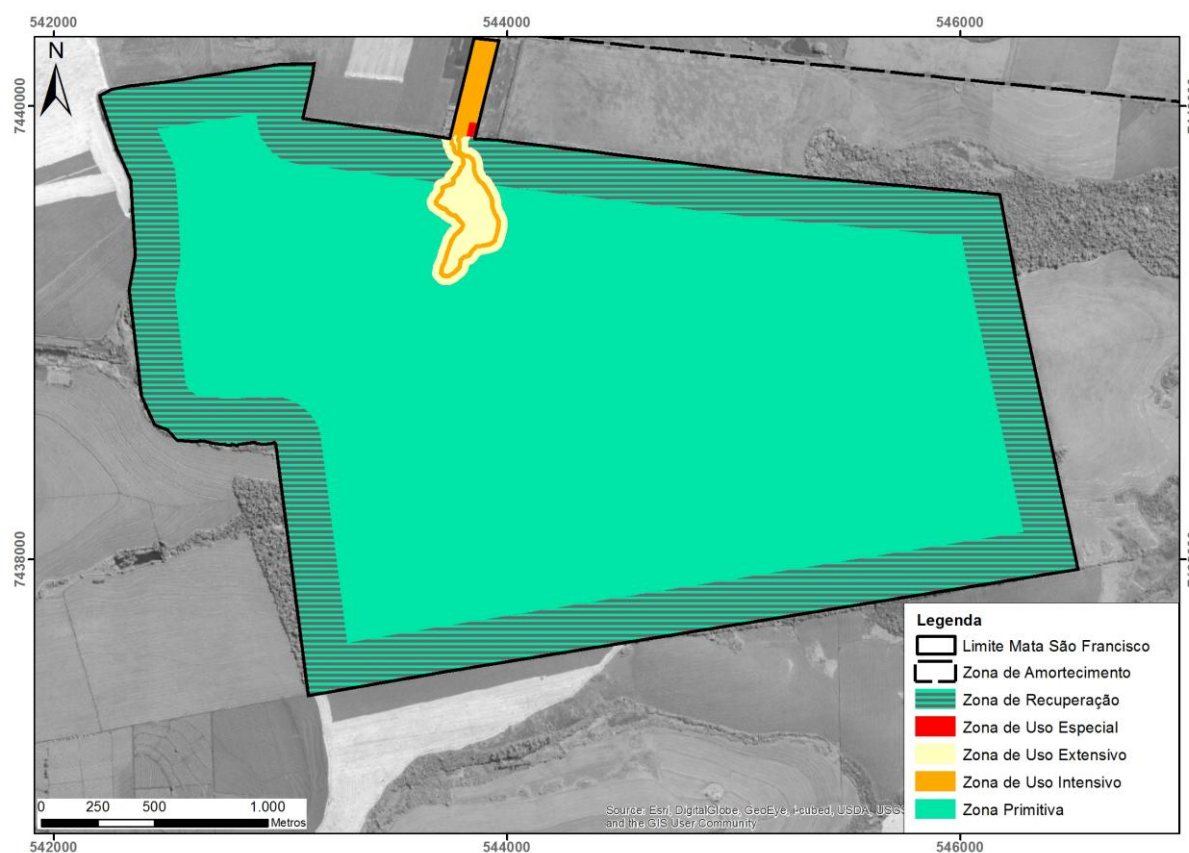 542000 544000 546000
N
7440000
7438000
Legenda
Limite Mata São Francisco
Zona de Amortecimento
Zona de Recuperação
Zona de Uso Especial
Zona de Uso Extensivo
Zona de Uso Intensivo
Zona Primitiva
0 250 500 1.000
Metros
Source: Esri, DigitalGlobe, GeoEye, i-cubed, USDA, USGS
and the GIS User Community
542000 544000 546000